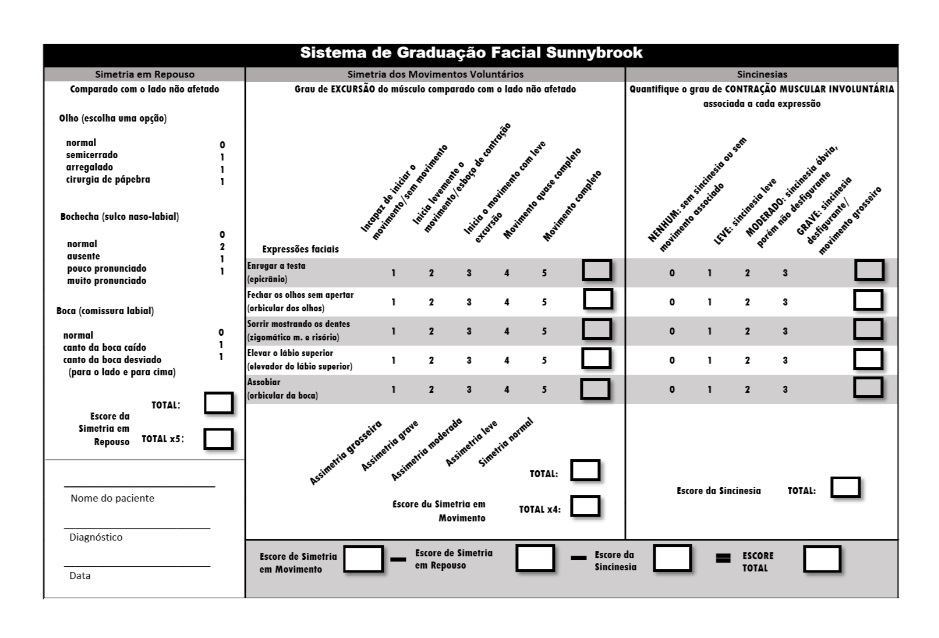 Sistema de Graduação Facial Sunnybrook
Simetria em Repouso
Comparado com o lado não afetado
Olho (escolha uma opção)
normal 0
semicerrado 1
arregalado 1
cirurgia de pápebra 1
Bochecha (sulco naso-labial)
0
normal 2
ausente 1
pouco pronunciado 1
muito pronunciado
Boca (comissura labial)
normal 0
canto da boca caído 1
canto da boca desviado 1
(para o lado e para cima)
TOTAL:
Escore da
Simetria em
Repouso TOTAL x5:
Nome do paciente
Diagnóstico
Data
Simetria dos Movimentos Voluntários
Grau de EXCURSÃO do músculo comparado com o lado não afetado
Incapaz de iniciar o
movimento/sem movimento
Inicia levemente o
movimento/esboço de contração
Inicia o movimento com leve
excursão
Movimento quase completo
Movimento completo
Expressões faciais
Enrugar a testa
(epicrânio) 1 2 3 4 5
Fechar os olhos sem apertar
(orbicular dos olhos) 1 2 3 4 5
Sorrir mostrando os dentes
(zigomático m. e risório) 1 2 3 4 5
Elevar o lábio superior
(elevador do lábio superior) 1 2 3 4 5
Assobiar
(orbicular da boca) 1 2 3 4 5
Assimetria grosseira
Assimetria grave
Assimetria moderada
Assimetria leve
Simetria normal
TOTAL:
Escore du Simetria em
Movimento TOTAL x4:
Sincinesias
Quantifique o grau de CONTRAÇÃO MUSCULAR INVOLUNTÁRIA
associada a cada expressão
NENHUM: sem sincinesia ou sem
movimento associado
LEVE: sincinesia leve
MODERADO: sincinesia óbvia,
porém não desfigurante
GRAVE: sincinesia
desfigurante/
movimento grosseiro
0 1 2 3
0 1 2 3
0 1 2 3
0 1 2 3
0 1 2 3
Escore da Sincinesia TOTAL:
Escore de Simetria
em Movimento
Escore de Simetria
em Repouso
Escore da
Sincinesia
ESCORE
TOTAL